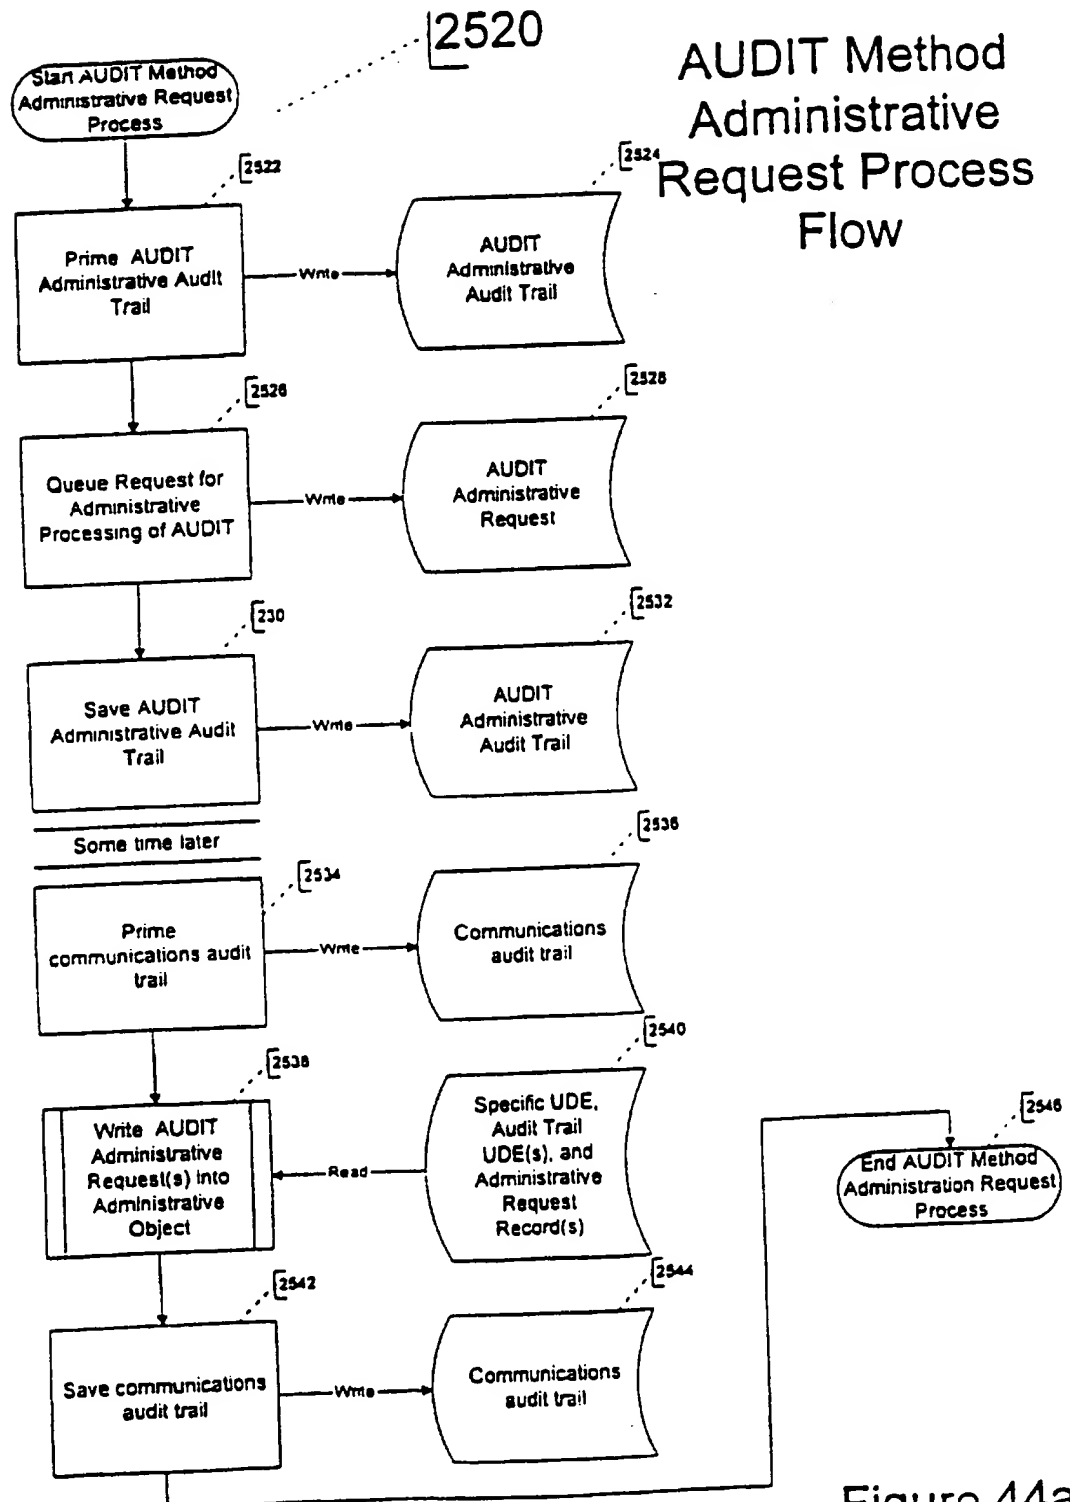 2520
AUDIT Method
Administrative
Request Process
Flow
Start AUDIT Method
Administrative Request
Process
2522
2524
Prime AUDIT
Administrative Audit
Trail
Write
AUDIT
Administrative
Audit Trail
2526
2528
Queue Request for
Administrative
Processing of AUDIT
Write
AUDIT
Administrative
Request
230
2532
Save AUDIT
Administrative Audit
Trail
Write
AUDIT
Administrative
Audit Trail
Some time later
2534
2536
Prime
communications audit
trail
Write
Communications
audit trail
2538
2540
Write AUDIT
Administrative
Request(s) into
Administrative
Object
Read
Specific UDE,
Audit Trail
UDE(s), and
Administrative
Request
Record(s)
2542
2544
Save communications
audit trail
Write
Communications
audit trail
2546
End AUDIT Method
Administration Request
Process
Figure 44a